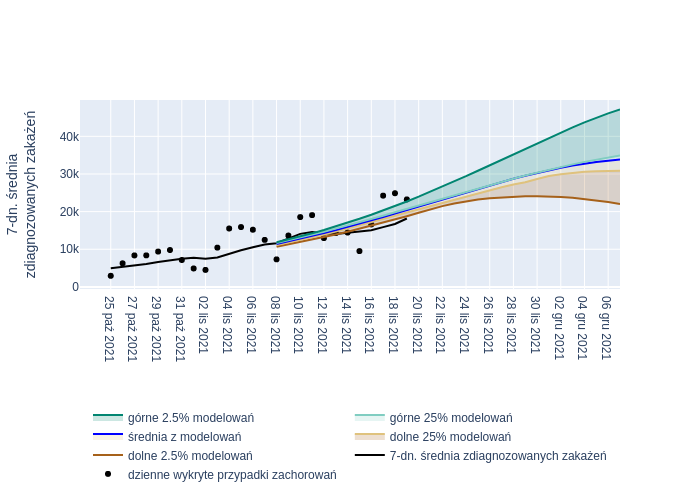 7-dn. średnia
zdiagnozowanych zakażeń
40k
30k
20k
10k
0
25 paź 2021
27 paź 2021
29 paź 2021
31 paź 2021
02 lis 2021
04 lis 2021
06 lis 2021
08 lis 2021
10 lis 2021
12 lis 2021
14 lis 2021
16 lis 2021
18 lis 2021
20 lis 2021
22 lis 2021
24 lis 2021
26 lis 2021
28 lis 2021
30 lis 2021
02 gru 2021
04 gru 2021
06 gru 2021
górne 2.5% modelowań
górne 25% modelowań
średnia z modelowań
dolne 25% modelowań
dolne 2.5% modelowań
7-dn. średnia zdiagnozowanych zakażeń
dzienne wykryte przypadki zachorowań